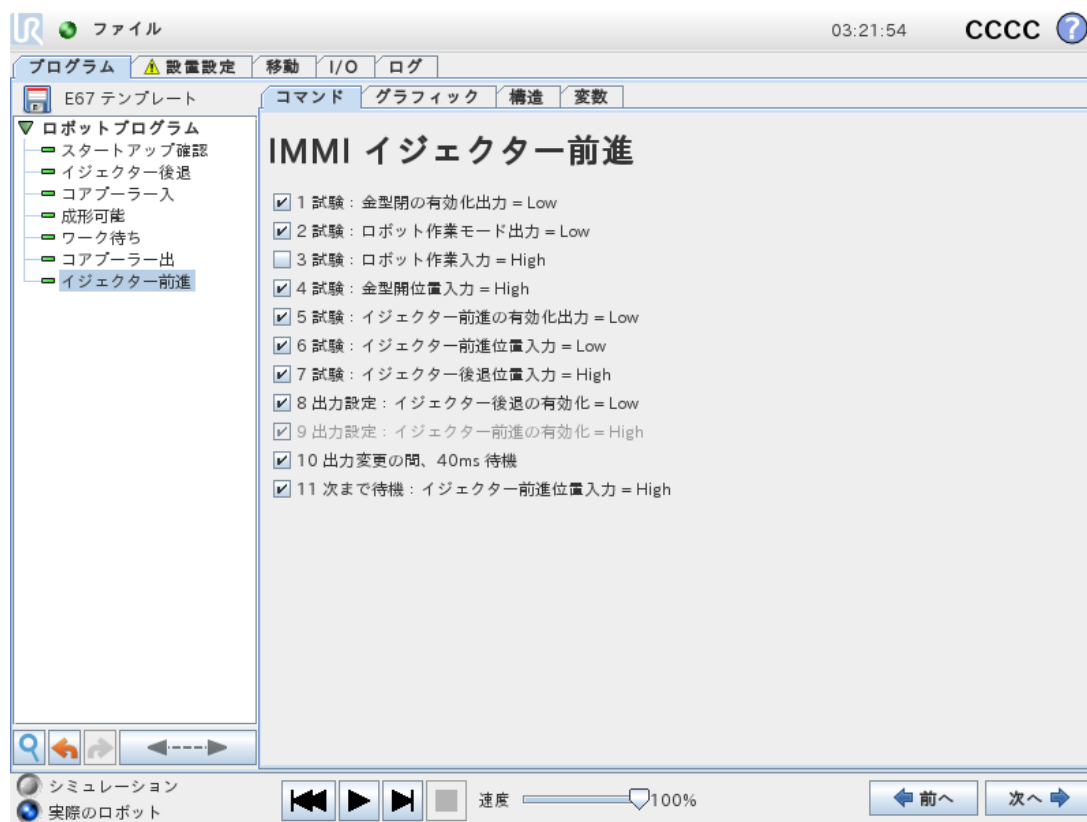 UR ファイル 03:21:54 CCCC ?
プログラム 設置設定 移動 I/O ログ
E67 テンプレート
コマンド グラフィック 構造 変数
ロボットプログラム
スタートアップ確認
イジェクター後退
コアプーラー入
成形可能
ワーク待ち
コアプーラー出
イジェクター前進
IMMI イジェクター前進
1 試験：金型閉の有効化出力 = Low
2 試験：ロボット作業モード出力 = Low
3 試験：ロボット作業入力 = High
4 試験：金型開位置入力 = High
5 試験：イジェクター前進の有効化出力 = Low
6 試験：イジェクター前進位置入力 = Low
7 試験：イジェクター後退位置入力 = High
8 出力設定：イジェクター後退の有効化 = Low
9 出力設定：イジェクター前進の有効化 = High
10 出力変更の間、40ms 待機
11 次まで待機：イジェクター前進位置入力 = High
シミュレーション
実際のロボット
速度 100%
前へ 次へ